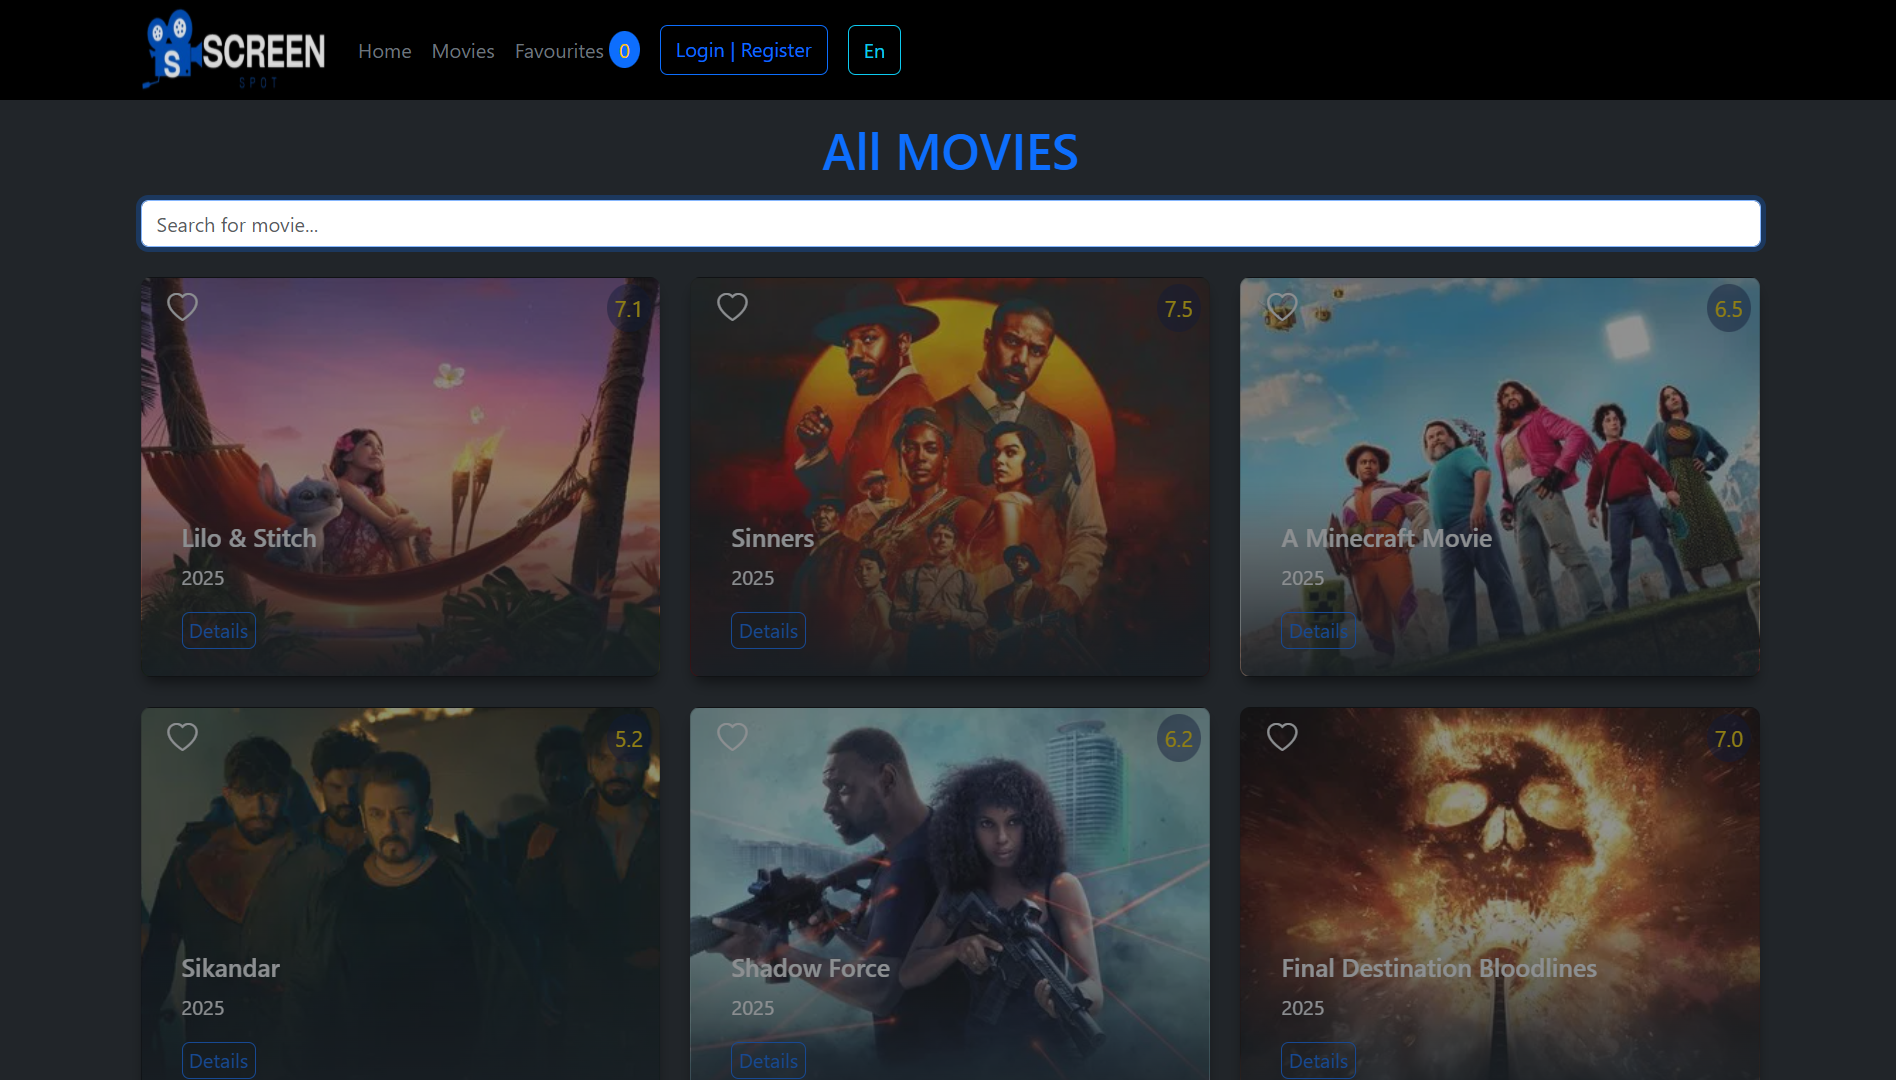 S SCREEN
SPOT
Home Movies Favourites 0 Login | Register En
All MOVIES
Search for movie...
7.1
Lilo & Stitch
2025
Details
7.5
Sinners
2025
Details
6.5
A Minecraft Movie
2025
Details
5.2
Sikandar
2025
Details
6.2
Shadow Force
2025
Details
7.0
Final Destination Bloodlines
2025
Details